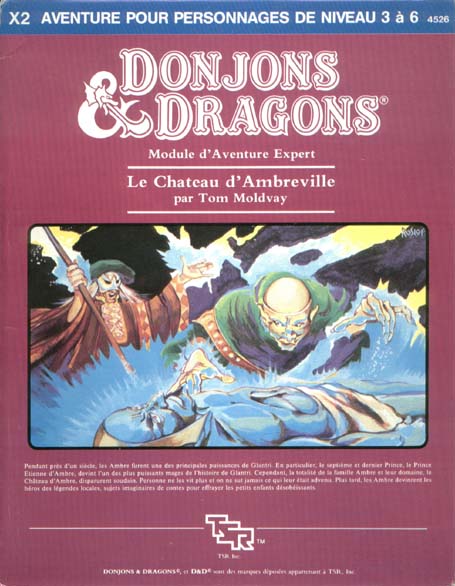 X2 AVENTURE POUR PERSONNAGES DE NIVEAU 3 à 6 4526
DONJONS
& DRAGONS®
Module d'Aventure Expert
Le Chateau d'Ambreville
par Tom Moldvay
ROSLOF
Pendant près d'un siècle, les Ambre furent une des principales puissances de Glantri. En particulier, le septième et dernier Prince, le Prince
Etienne d'Ambre, devint l'un des plus puissants mages de l'histoire de Glantri. Cependant, la totalité de la famille Ambre et leur domaine, le
Château d'Ambre, disparurent soudain. Personne ne les vit plus et on ne sut jamais ce qui leur était advenu. Plus tard, les Ambre devinrent les
héros des légendes locales, sujets imaginaires de contes pour effrayer les petits enfants désobéissants.
TSR TM
TSR, Inc.
DONJONS & DRAGONS®, et D&D® sont des marques déposées appartenant à TSR, Inc.